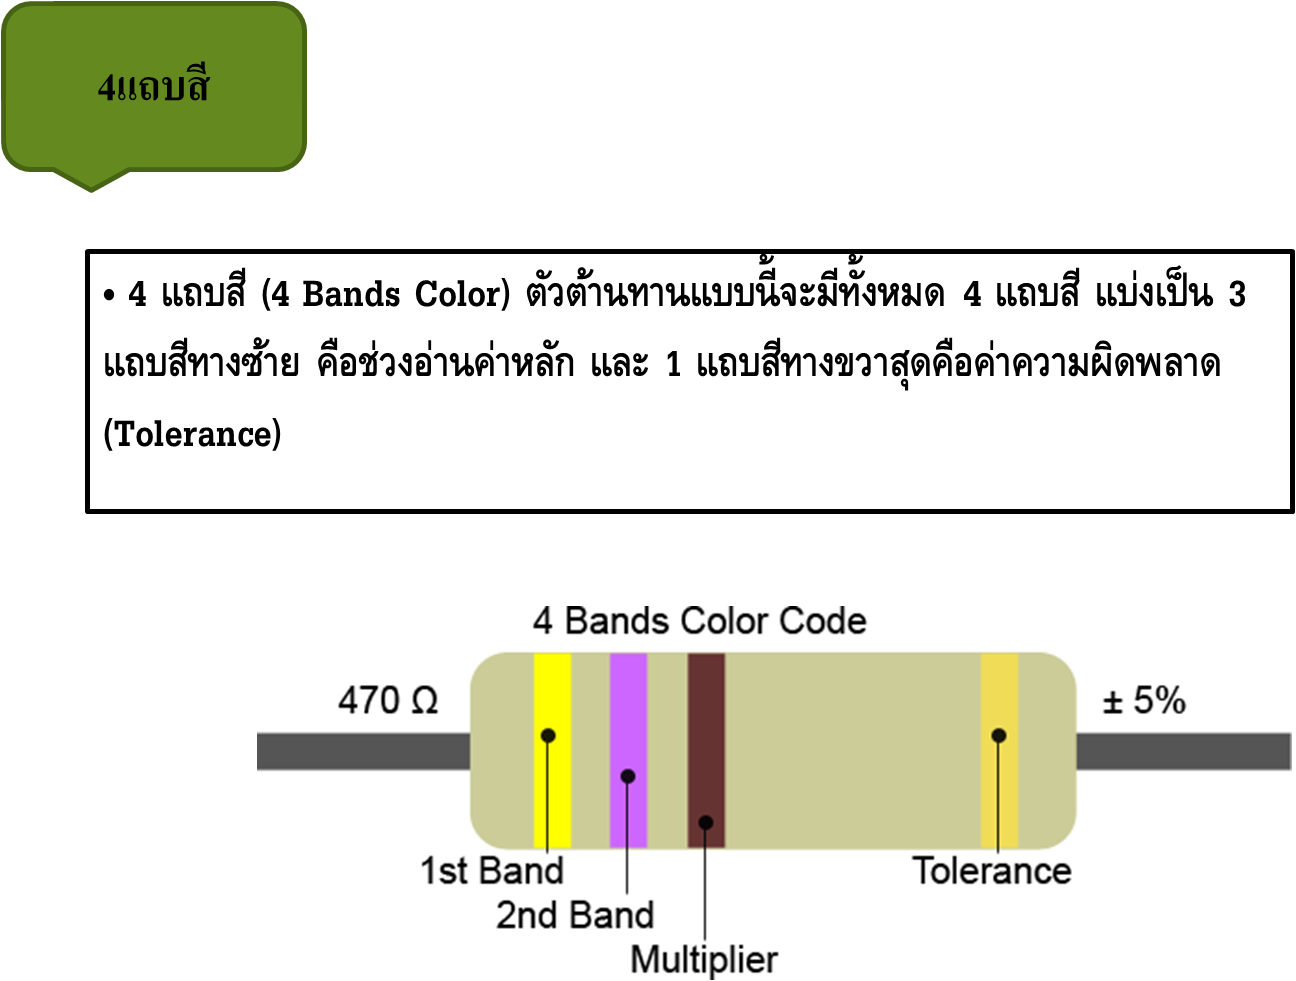 4แถบสี
• 4 แถบสี (4 Bands Color) ตัวต้านทานแบบนี้จะมีทั้งหมด 4 แถบสี แบ่งเป็น 3
แถบสีทางซ้าย คือช่วงอ่านค่าหลัก และ 1 แถบสีทางขวาสุดคือค่าความผิดพลาด
(Tolerance)
4 Bands Color Code
470 Ω
± 5%
1st Band
Tolerance
2nd Band
Multiplier